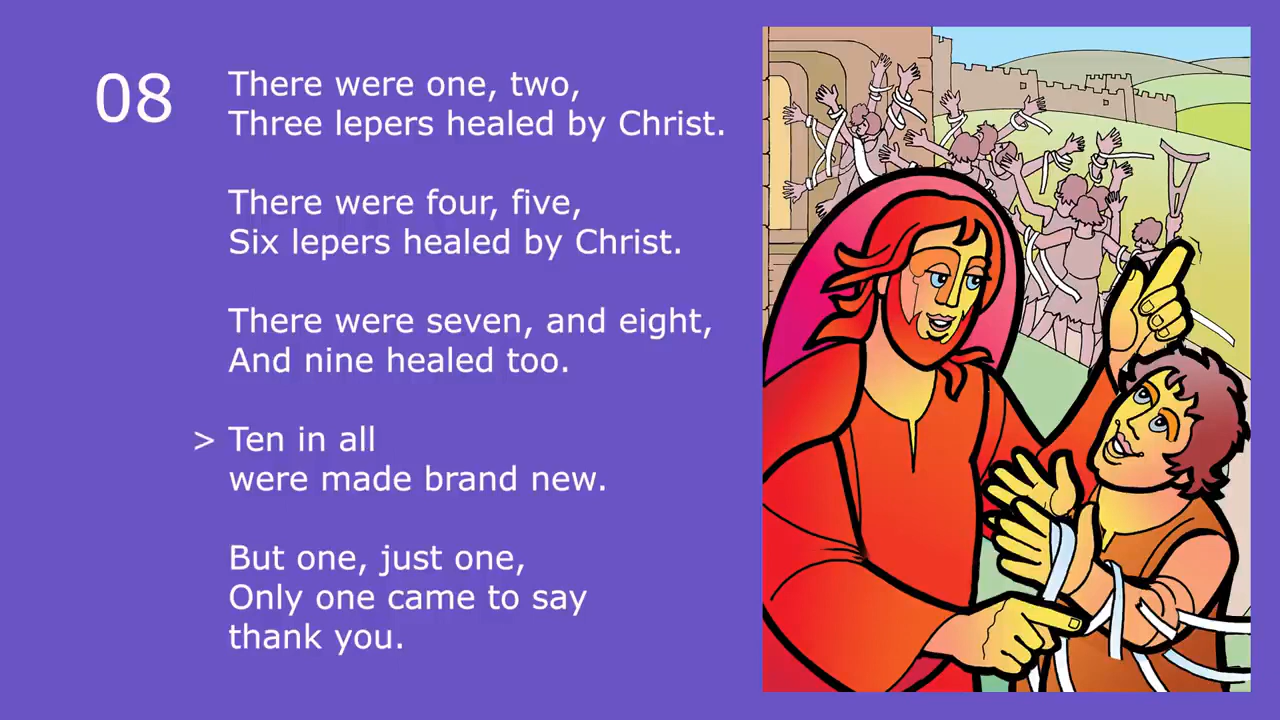 08
There were one, two,
Three lepers healed by Christ.
There were four, five,
Six lepers healed by Christ.
There were seven, and eight,
And nine healed too.
> Ten in all
were made brand new.
But one, just one,
Only one came to say
thank you.